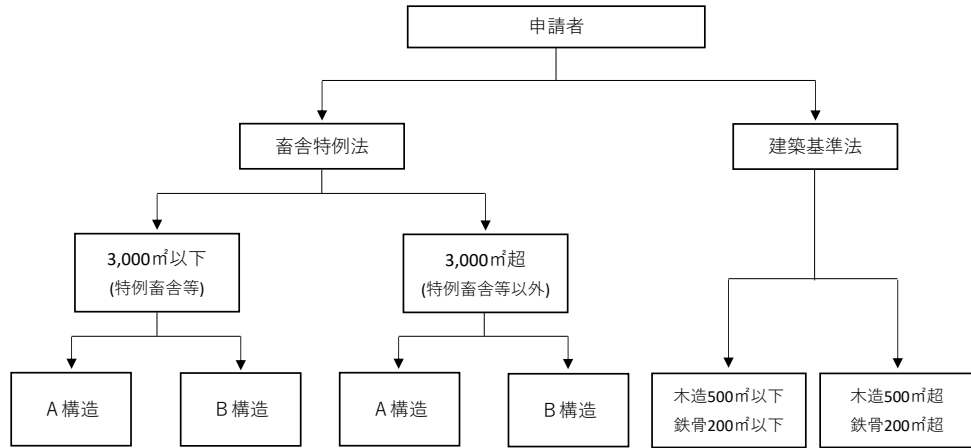 申請者
畜舎特例法
建築基準法
3,000㎡以下
(特例畜舎等)
3,000㎡超
(特例畜舎等以外)
A構造
B構造
A構造
B構造
木造500㎡以下
鉄骨200㎡以下
木造500㎡超
鉄骨200㎡超